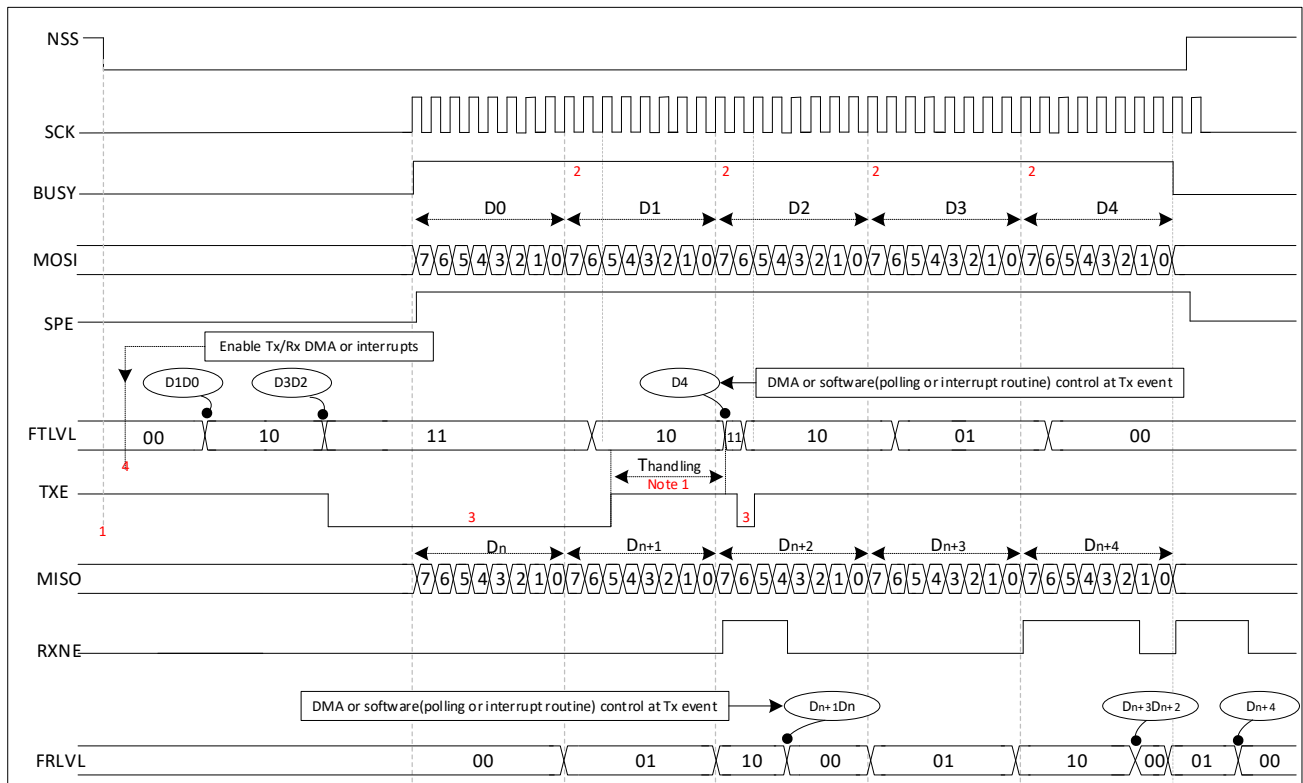 NSS
SCK
BUSY
2 2 2 2
D0 D1 D2 D3 D4
MOSI
7 6 5 4 3 2 1 0 7 6 5 4 3 2 1 0 7 6 5 4 3 2 1 0 7 6 5 4 3 2 1 0 7 6 5 4 3 2 1 0
SPE
Enable Tx/Rx DMA or interrupts
D1D0 D3D2 D4 DMA or software(polling or interrupt routine) control at Tx event
FTLVL
00 10 11 10 11 10 01 00
4
Thandling
Note 1
TXE
3 3
1
Dn Dn+1 Dn+2 Dn+3 Dn+4
MISO
7 6 5 4 3 2 1 0 7 6 5 4 3 2 1 0 7 6 5 4 3 2 1 0 7 6 5 4 3 2 1 0 7 6 5 4 3 2 1 0
RXNE
DMA or software(polling or interrupt routine) control at Tx event Dn+1Dn Dn+3Dn+2 Dn+4
FRLVL
00 01 10 00 01 10 00 01 00